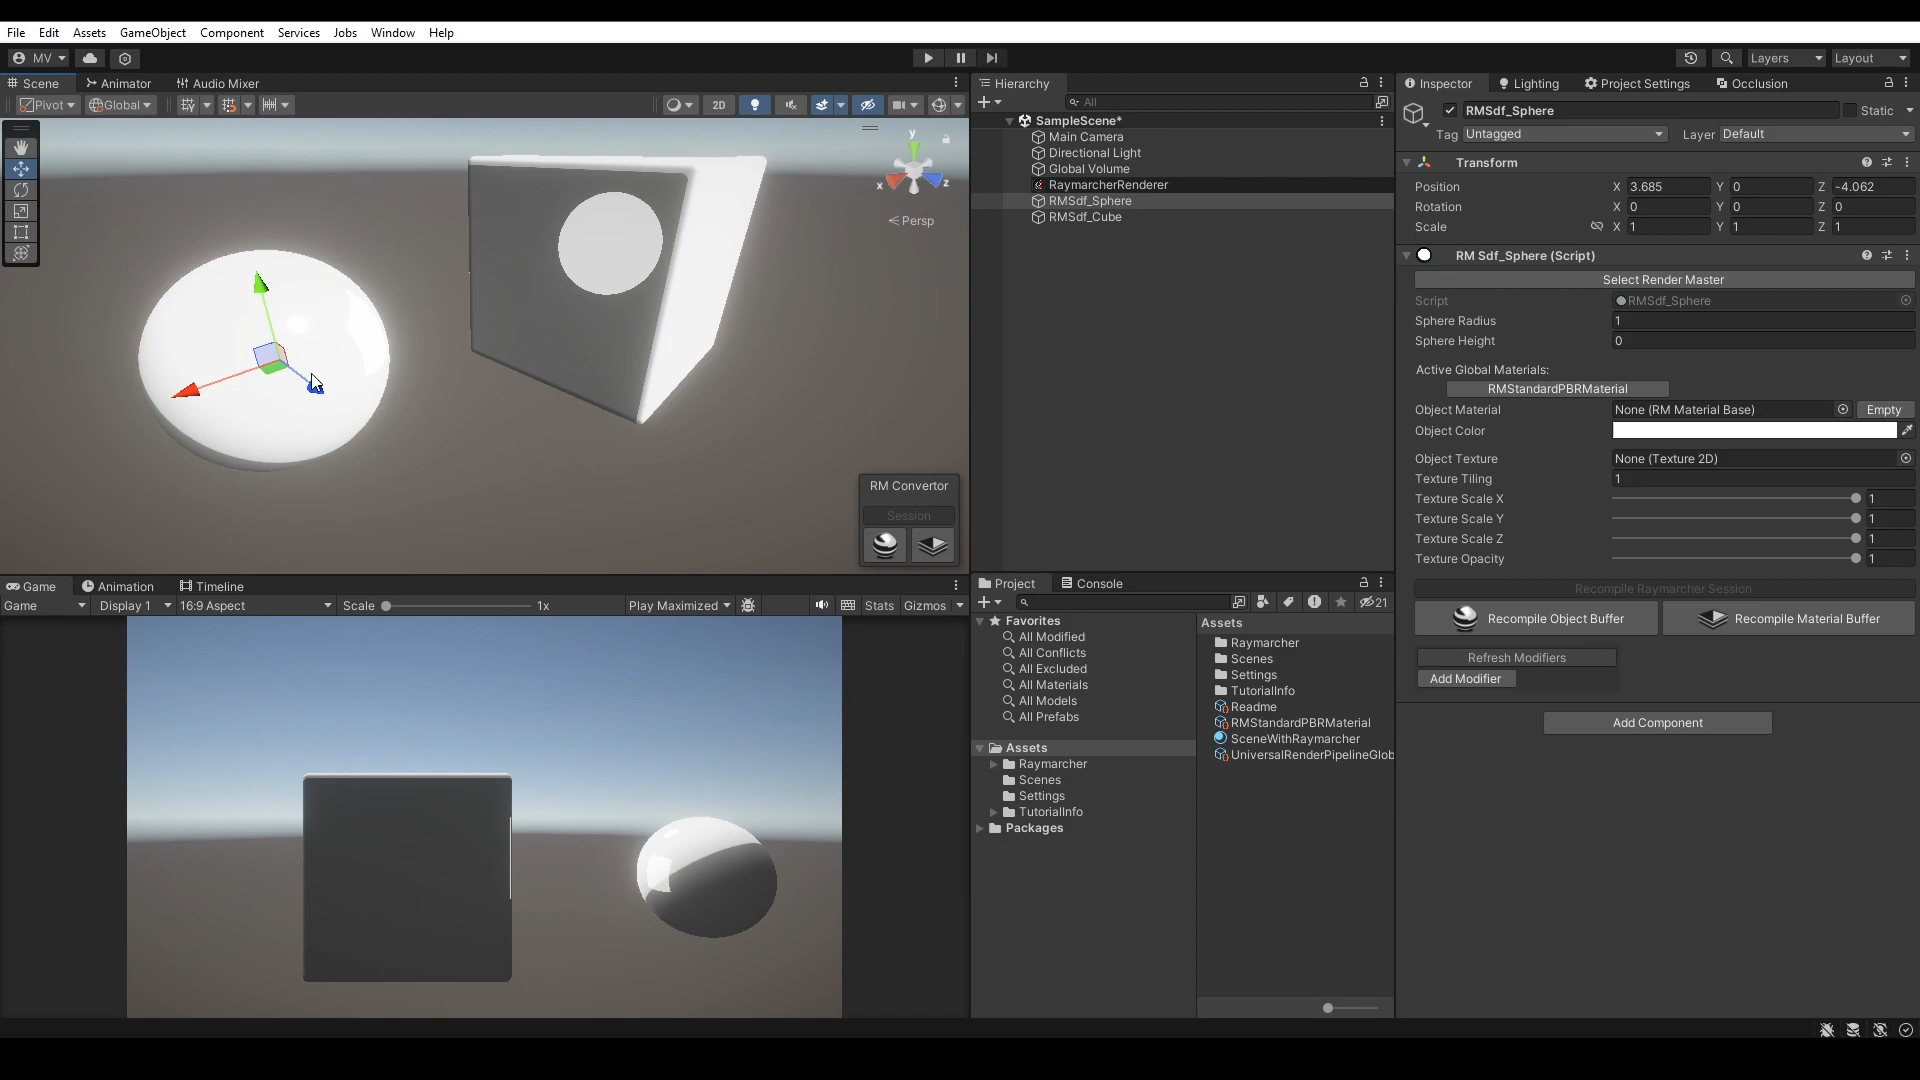 File Edit Assets GameObject Component Services Jobs Window Help
MV Layers Layout
Scene Animator Audio Mixer
Pivot Global 2D
y
x z
Persp
RM Convertor
Session
Game Animation Timeline
Game Display 1 16:9 Aspect Scale 1x Play Maximized Stats Gizmos
Hierarchy
All
SampleScene*
Main Camera
Directional Light
Global Volume
RaymarcherRenderer
RMSdf_Sphere
RMSdf_Cube
Project Console
21
Favorites
All Modified
All Conflicts
All Excluded
All Materials
All Models
All Prefabs
Assets
Raymarcher
Scenes
Settings
TutorialInfo
Packages
Assets
Raymarcher
Scenes
Settings
TutorialInfo
Readme
RMStandardPBRMaterial
SceneWithRaymarcher
UniversalRenderPipelineGlob
Inspector Lighting Project Settings Occlusion
RMSdf_Sphere Static
Tag Untagged Layer Default
Transform
Position X 3.685 Y 0 Z -4.062
Rotation X 0 Y 0 Z 0
Scale X 1 Y 1 Z 1
RM Sdf_Sphere (Script)
Select Render Master
Script RMSdf_Sphere
Sphere Radius 1
Sphere Height 0
Active Global Materials:
RMStandardPBRMaterial
Object Material None (RM Material Base) Empty
Object Color
Object Texture None (Texture 2D)
Texture Tiling 1
Texture Scale X 1
Texture Scale Y 1
Texture Scale Z 1
Texture Opacity 1
Recompile Raymarcher Session
Recompile Object Buffer Recompile Material Buffer
Refresh Modifiers
Add Modifier
Add Component